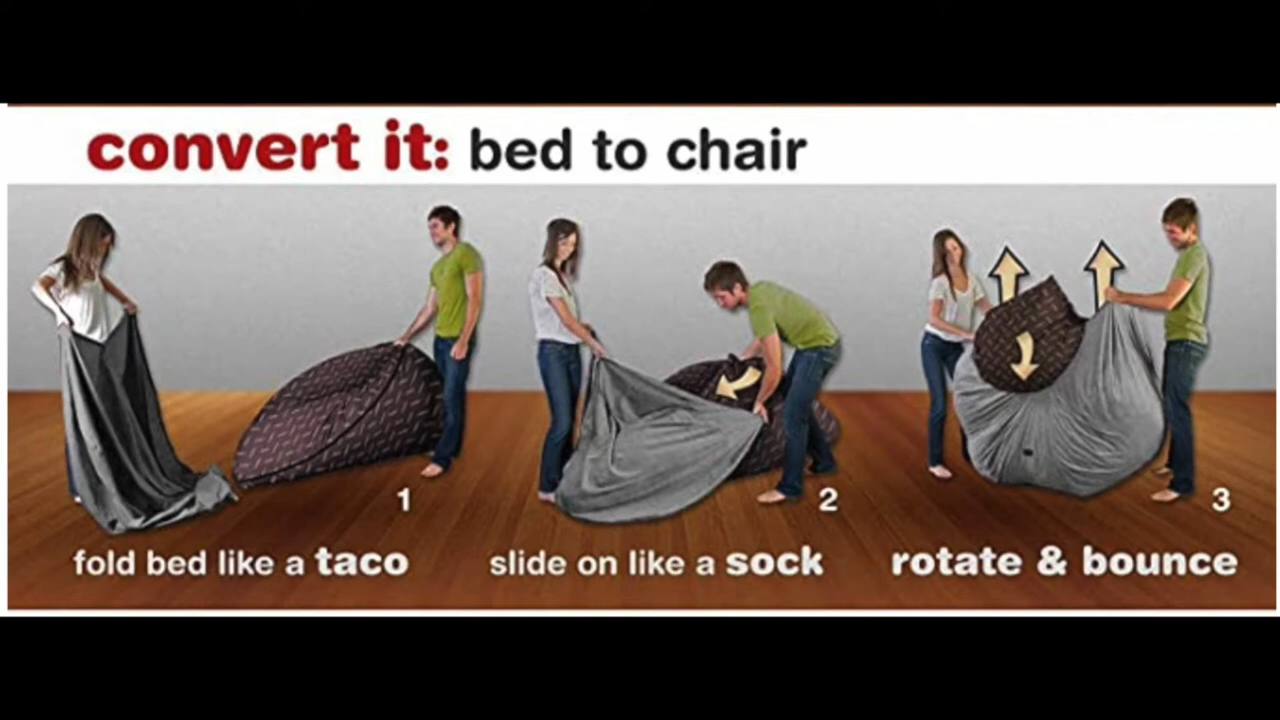 convert it: bed to chair
1
fold bed like a taco
2
slide on like a sock
3
rotate & bounce